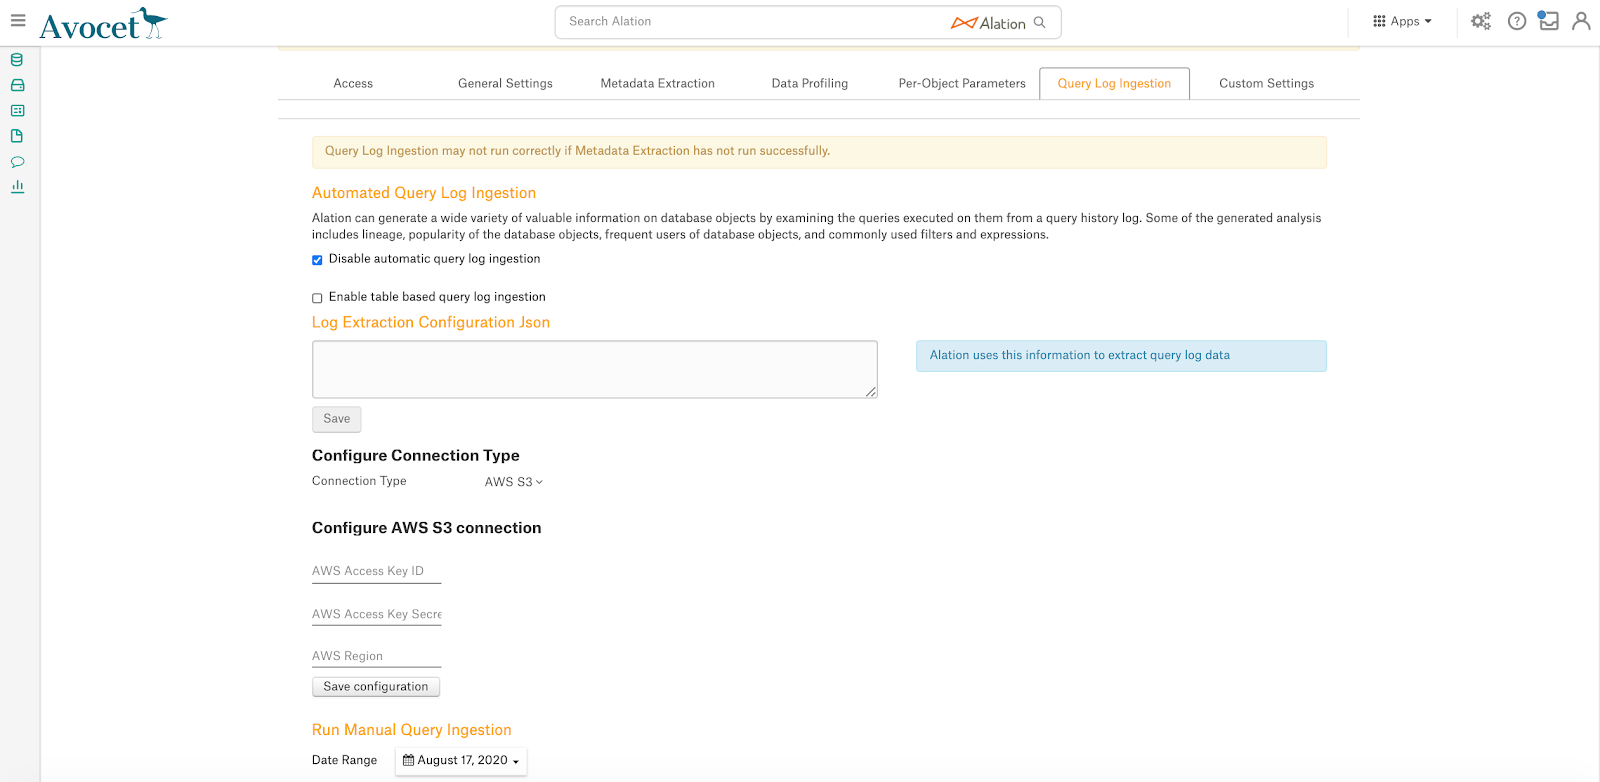 Avocet
Search Alation
Alation
Apps
Access
General Settings
Metadata Extraction
Data Profiling
Per-Object Parameters
Query Log Ingestion
Custom Settings
Query Log Ingestion may not run correctly if Metadata Extraction has not run successfully.
Automated Query Log Ingestion
Alation can generate a wide variety of valuable information on database objects by examining the queries executed on them from a query history log. Some of the generated analysis
includes lineage, popularity of the database objects, frequent users of database objects, and commonly used filters and expressions.
Disable automatic query log ingestion
Enable table based query log ingestion
Log Extraction Configuration Json
Alation uses this information to extract query log data
Save
Configure Connection Type
Connection Type
AWS S3
Configure AWS S3 connection
AWS Access Key ID
AWS Access Key Secre
AWS Region
Save configuration
Run Manual Query Ingestion
Date Range
August 17, 2020